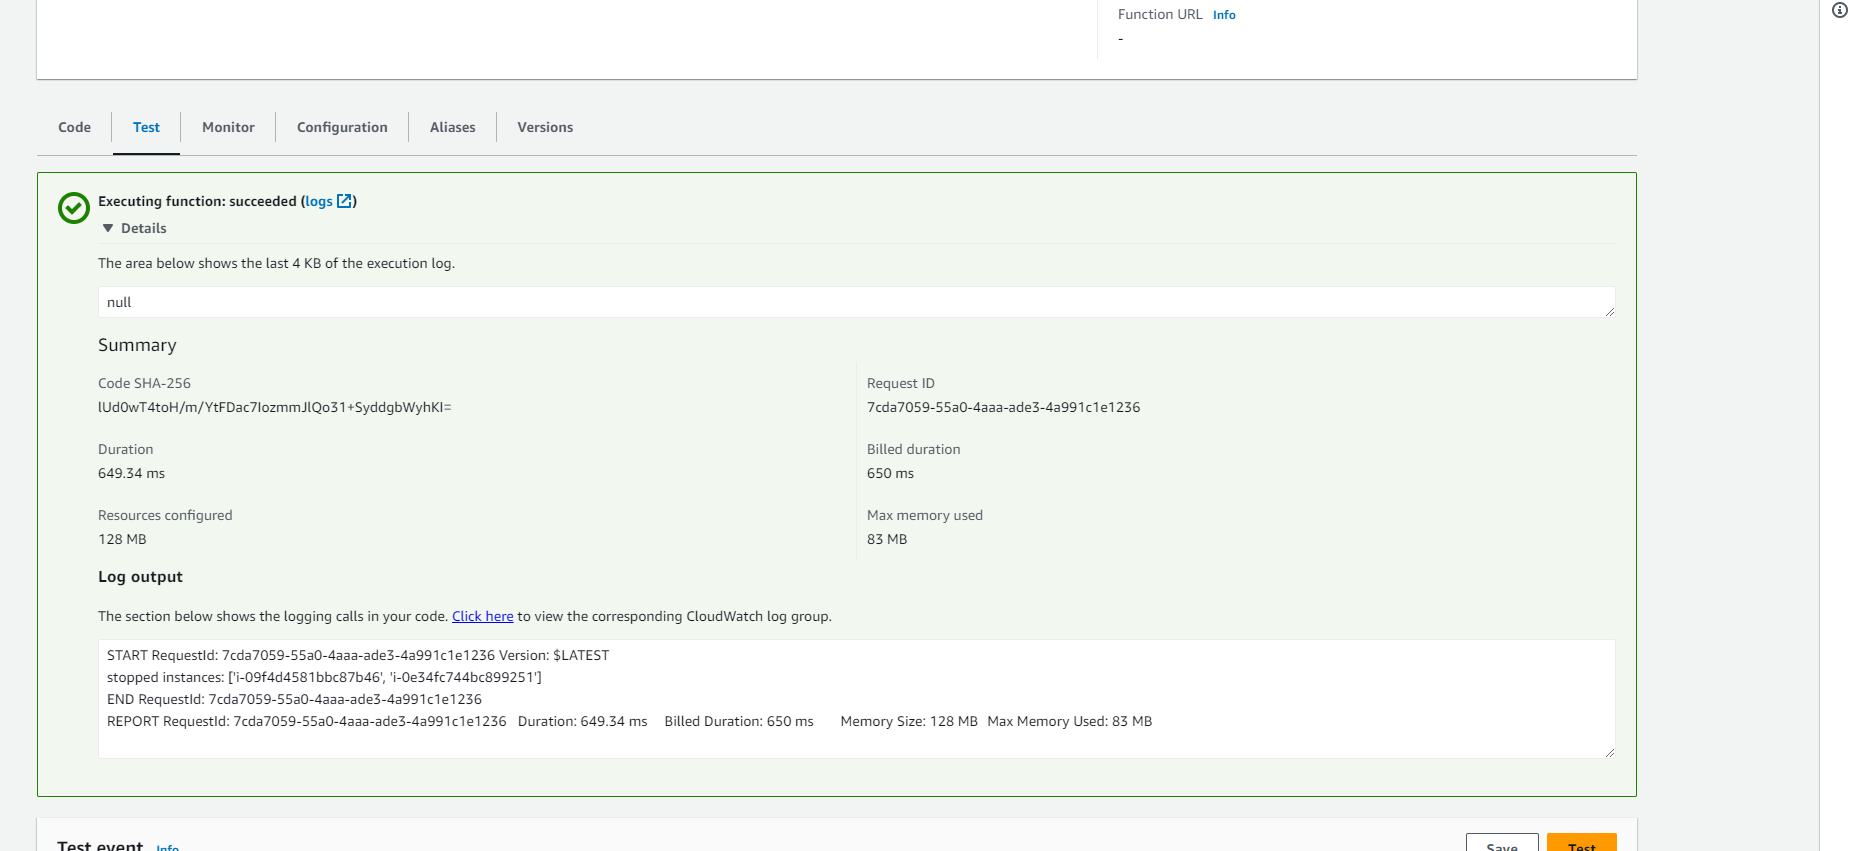 Function URL Info
-
Code Test Monitor Configuration Aliases Versions
Executing function: succeeded (logs)
Details
The area below shows the last 4 KB of the execution log.
null
Summary
Code SHA-256
lUd0wT4toH/m/YtFDac7IozmmJlQo31+SyddgbWyhKI=
Request ID
7cda7059-55a0-4aaa-ade3-4a991c1e1236
Duration
649.34 ms
Billed duration
650 ms
Resources configured
128 MB
Max memory used
83 MB
Log output
The section below shows the logging calls in your code. Click here to view the corresponding CloudWatch log group.
START RequestId: 7cda7059-55a0-4aaa-ade3-4a991c1e1236 Version: $LATEST
stopped instances: ['i-09f4d4581bbc87b46', 'i-0e34fc744bc899251']
END RequestId: 7cda7059-55a0-4aaa-ade3-4a991c1e1236
REPORT RequestId: 7cda7059-55a0-4aaa-ade3-4a991c1e1236 Duration: 649.34 ms Billed Duration: 650 ms Memory Size: 128 MB Max Memory Used: 83 MB
Test event Info
Save Test